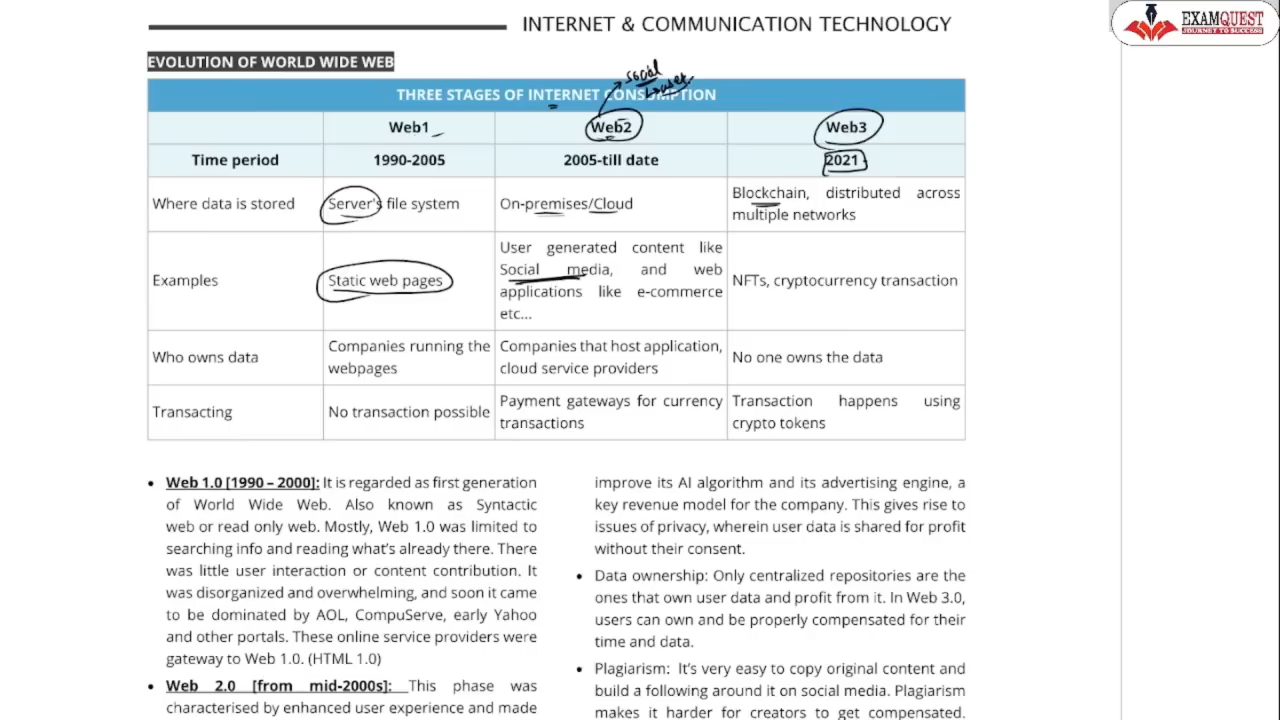 INTERNET & COMMUNICATION TECHNOLOGY
EXAMQUEST
JOURNEY TO SUCCESS
EVOLUTION OF WORLD WIDE WEB
social
user
THREE STAGES OF INTERNET CONSUMPTION
Web1 Web2 Web3
Time period 1990-2005 2005-till date 2021
Where data is stored Server's file system On-premises/Cloud Blockchain, distributed across
multiple networks
Examples Static web pages User generated content like
Social media, and web
applications like e-commerce
etc...
NFTs, cryptocurrency transaction
Who owns data Companies running the
webpages
Companies that host application,
cloud service providers
No one owns the data
Transacting No transaction possible Payment gateways for currency
transactions
Transaction happens using
crypto tokens
• Web 1.0 [1990 – 2000]: It is regarded as first generation
of World Wide Web. Also known as Syntactic
web or read only web. Mostly, Web 1.0 was limited to
searching info and reading what's already there. There
was little user interaction or content contribution. It
was disorganized and overwhelming, and soon it came
to be dominated by AOL, CompuServe, early Yahoo
and other portals. These online service providers were
gateway to Web 1.0. (HTML 1.0)
• Web 2.0 [from mid-2000s]: This phase was
characterised by enhanced user experience and made
improve its AI algorithm and its advertising engine, a
key revenue model for the company. This gives rise to
issues of privacy, wherein user data is shared for profit
without their consent.
• Data ownership: Only centralized repositories are the
ones that own user data and profit from it. In Web 3.0,
users can own and be properly compensated for their
time and data.
• Plagiarism: It's very easy to copy original content and
build a following around it on social media. Plagiarism
makes it harder for creators to get compensated.